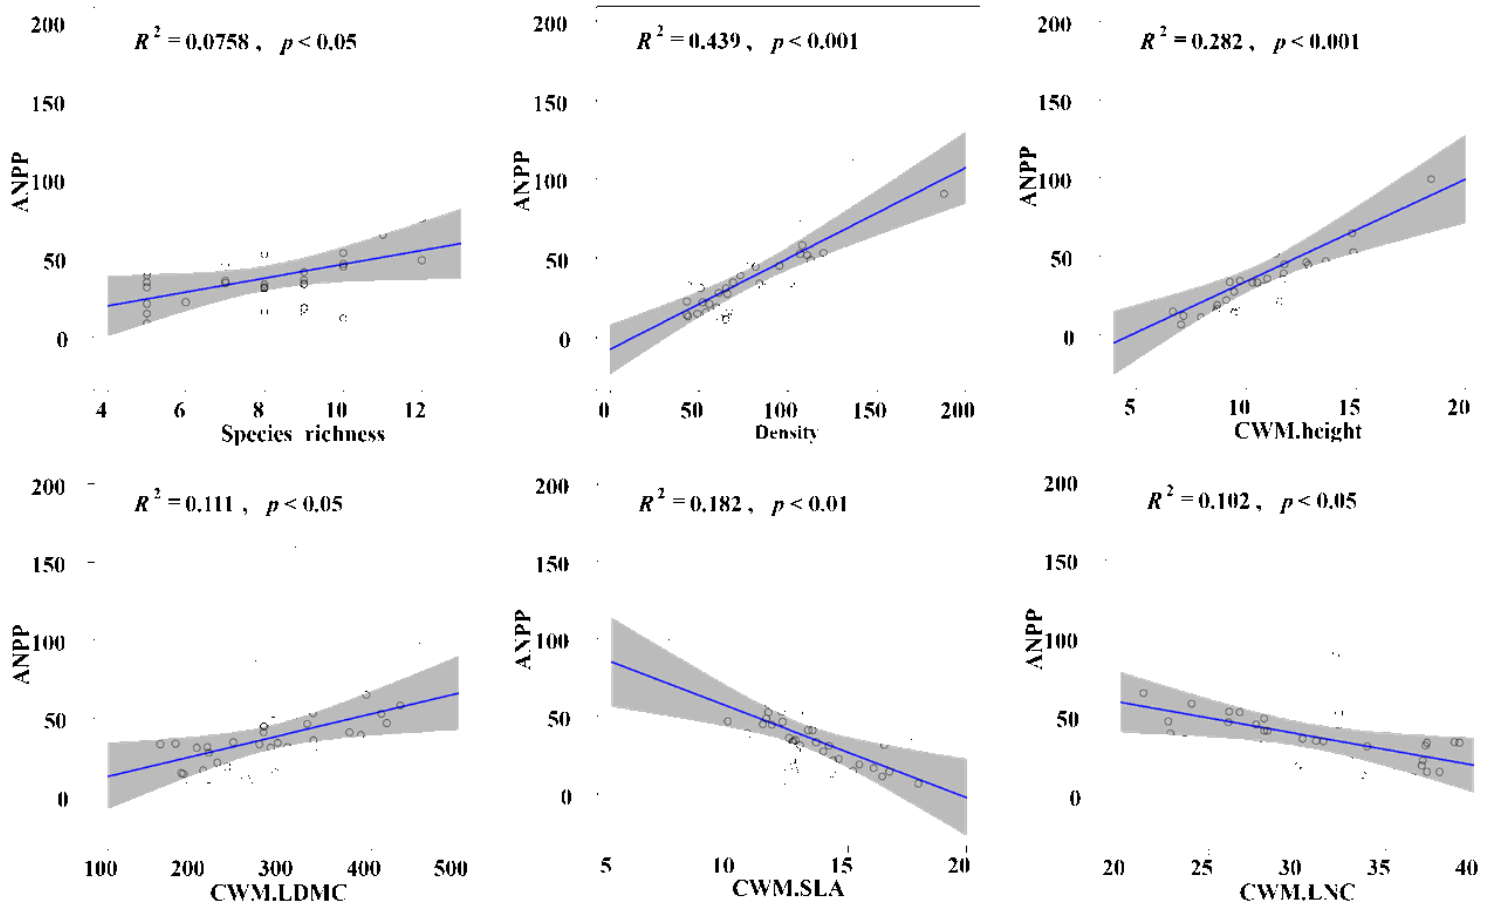 200
R² = 0.0758 , p < 0.05
150
ANPP
100
50
0
4 6 8 10 12
Species richness
200
R² = 0.439 , p < 0.001
150
ANPP
100
50
0
0 50 100 150 200
Density
200
R² = 0.282 , p < 0.001
150
ANPP
100
50
0
5 10 15 20
CWM.height
200
R² = 0.111 , p < 0.05
150
ANPP
100
50
0
100 200 300 400 500
CWM.LDMC
200
R² = 0.182 , p < 0.01
150
ANPP
100
50
0
5 10 15 20
CWM.SLA
200
R² = 0.102 , p < 0.05
150
ANPP
100
50
0
20 25 30 35 40
CWM.LNC